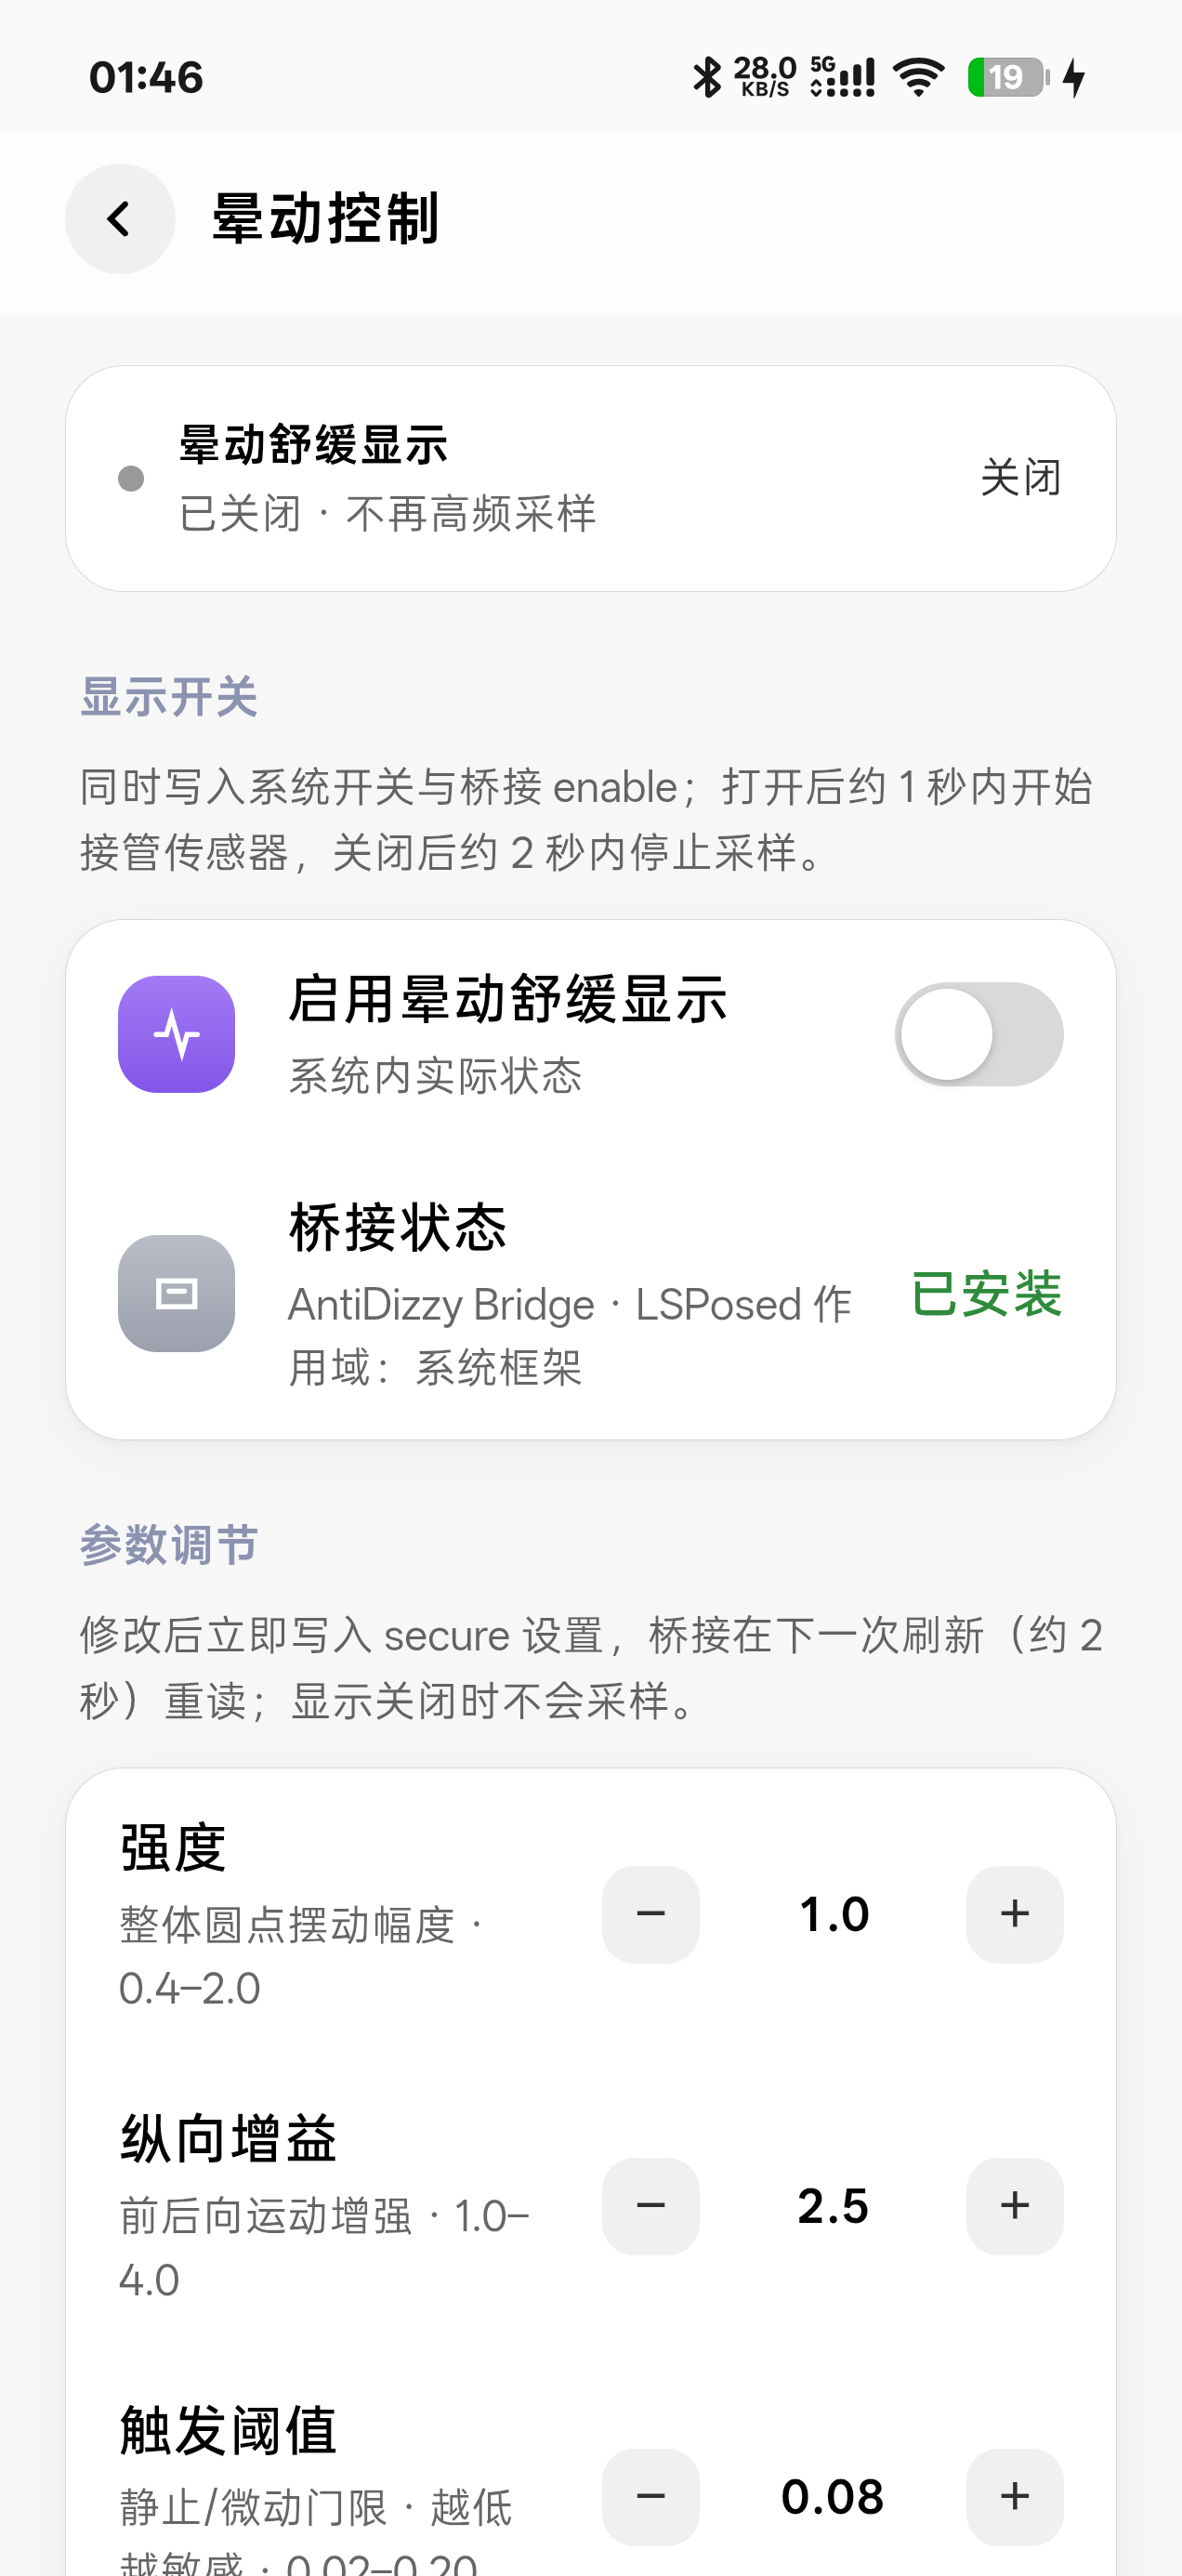 01:46
28.0
KB/S
5G
19
晕动控制
晕动舒缓显示
已关闭 · 不再高频采样
关闭
显示开关
同时写入系统开关与桥接 enable；打开后约 1 秒内开始
接管传感器，关闭后约 2 秒内停止采样。
启用晕动舒缓显示
系统内实际状态
桥接状态
AntiDizzy Bridge · LSPosed 作
用域：系统框架
已安装
参数调节
修改后立即写入 secure 设置，桥接在下一次刷新（约 2
秒）重读；显示关闭时不会采样。
强度
整体圆点摆动幅度 ·
0.4–2.0
− 1.0 +
纵向增益
前后向运动增强 · 1.0–
4.0
− 2.5 +
触发阈值
静止/微动门限 · 越低
越敏感 · 0.02–0.20
− 0.08 +